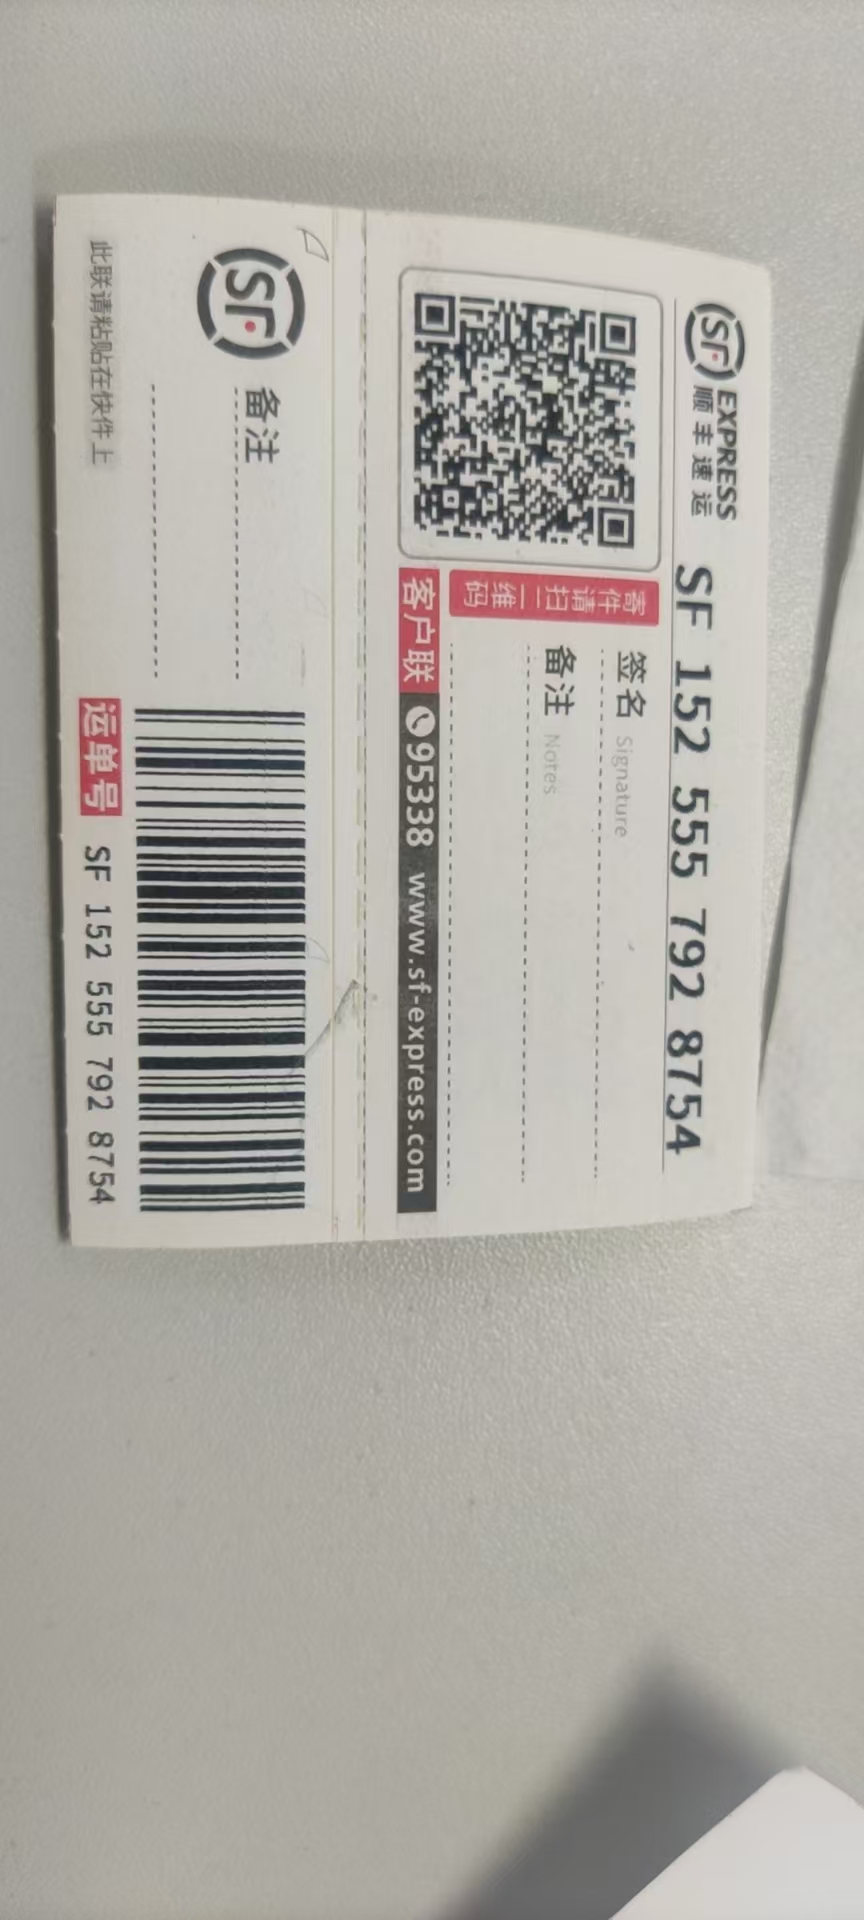 SF EXPRESS
顺丰速运
SF 152 555 792 8754
签名 Signature
备注 Notes
寄件请扫二维码
客户联 95338 www.sf-express.com
SF
备注
此联请粘贴在快件上
运单号 SF 152 555 792 8754